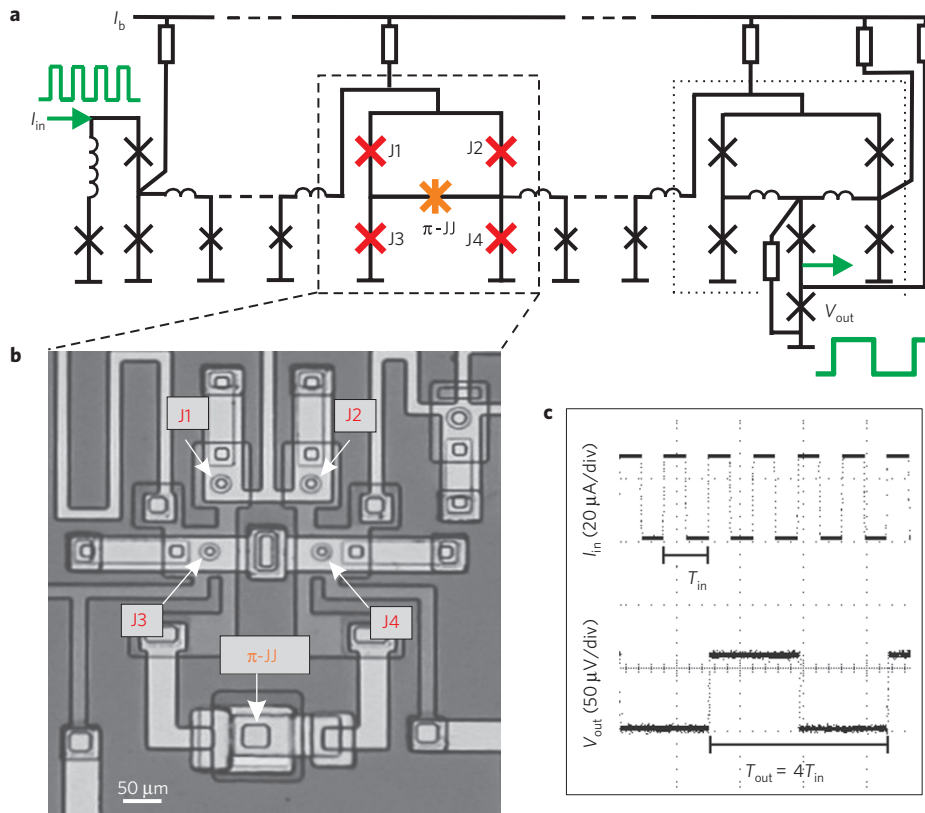 a
I_b
I_in
J1
J2
π-JJ
J3
J4
V_out
b
J1
J2
J3
J4
π-JJ
50 µm
c
I_in (20 µA/div)
T_in
V_out (50 µV/div)
T_out = 4T_in